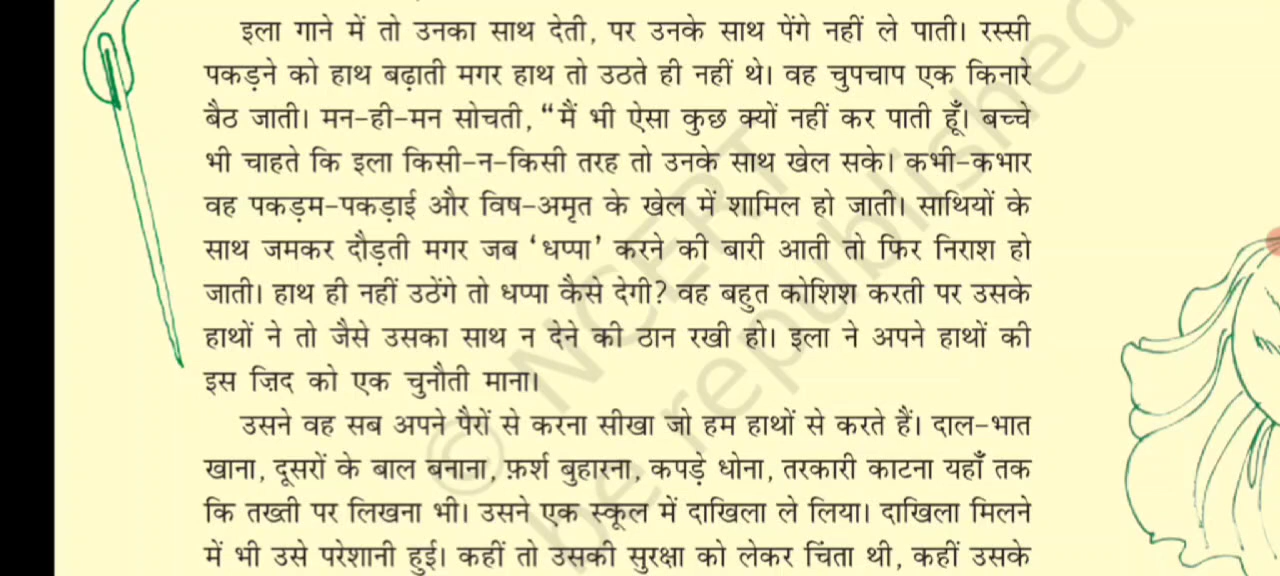 इला गाने में तो उनका साथ देती, पर उनके साथ पेंगे नहीं ले पाती। रस्सी
पकड़ने को हाथ बढ़ाती मगर हाथ तो उठते ही नहीं थे। वह चुपचाप एक किनारे
बैठ जाती। मन-ही-मन सोचती, “मैं भी ऐसा कुछ क्यों नहीं कर पाती हूँ। बच्चे
भी चाहते कि इला किसी-न-किसी तरह तो उनके साथ खेल सके। कभी-कभार
वह पकड़म-पकड़ाई और विष-अमृत के खेल में शामिल हो जाती। साथियों के
साथ जमकर दौड़ती मगर जब ‘धप्पा’ करने की बारी आती तो फिर निराश हो
जाती। हाथ ही नहीं उठेंगे तो धप्पा कैसे देगी? वह बहुत कोशिश करती पर उसके
हाथों ने तो जैसे उसका साथ न देने की ठान रखी हो। इला ने अपने हाथों की
इस ज़िद को एक चुनौती माना।
उसने वह सब अपने पैरों से करना सीखा जो हम हाथों से करते हैं। दाल-भात
खाना, दूसरों के बाल बनाना, फ़र्श बुहारना, कपड़े धोना, तरकारी काटना यहाँ तक
कि तख्ती पर लिखना भी। उसने एक स्कूल में दाखिला ले लिया। दाखिला मिलने
में भी उसे परेशानी हुई। कहीं तो उसकी सुरक्षा को लेकर चिंता थी, कहीं उसके
© NCERT
be republished